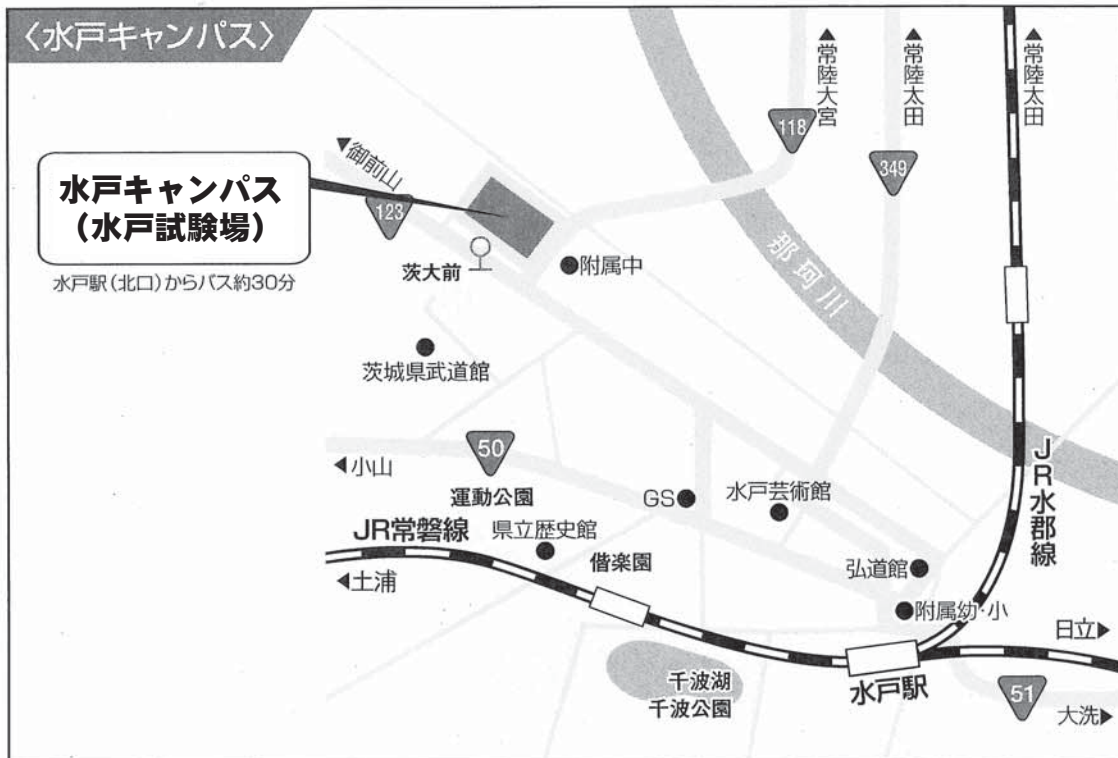 〈水戸キャンパス〉
▲常陸大宮
▲常陸太田
▲常陸太田
118
349
◀御前山
123
水戸キャンパス
(水戸試験場)
水戸駅(北口)からバス約30分
茨大前
●附属中
那珂川
茨城県武道館
50
◀小山
運動公園
GS●
水戸芸術館
JR水郡線
JR常磐線
県立歴史館
偕楽園
◀土浦
弘道館●
●附属幼・小
日立▶
千波湖
千波公園
水戸駅
51
大洗▶